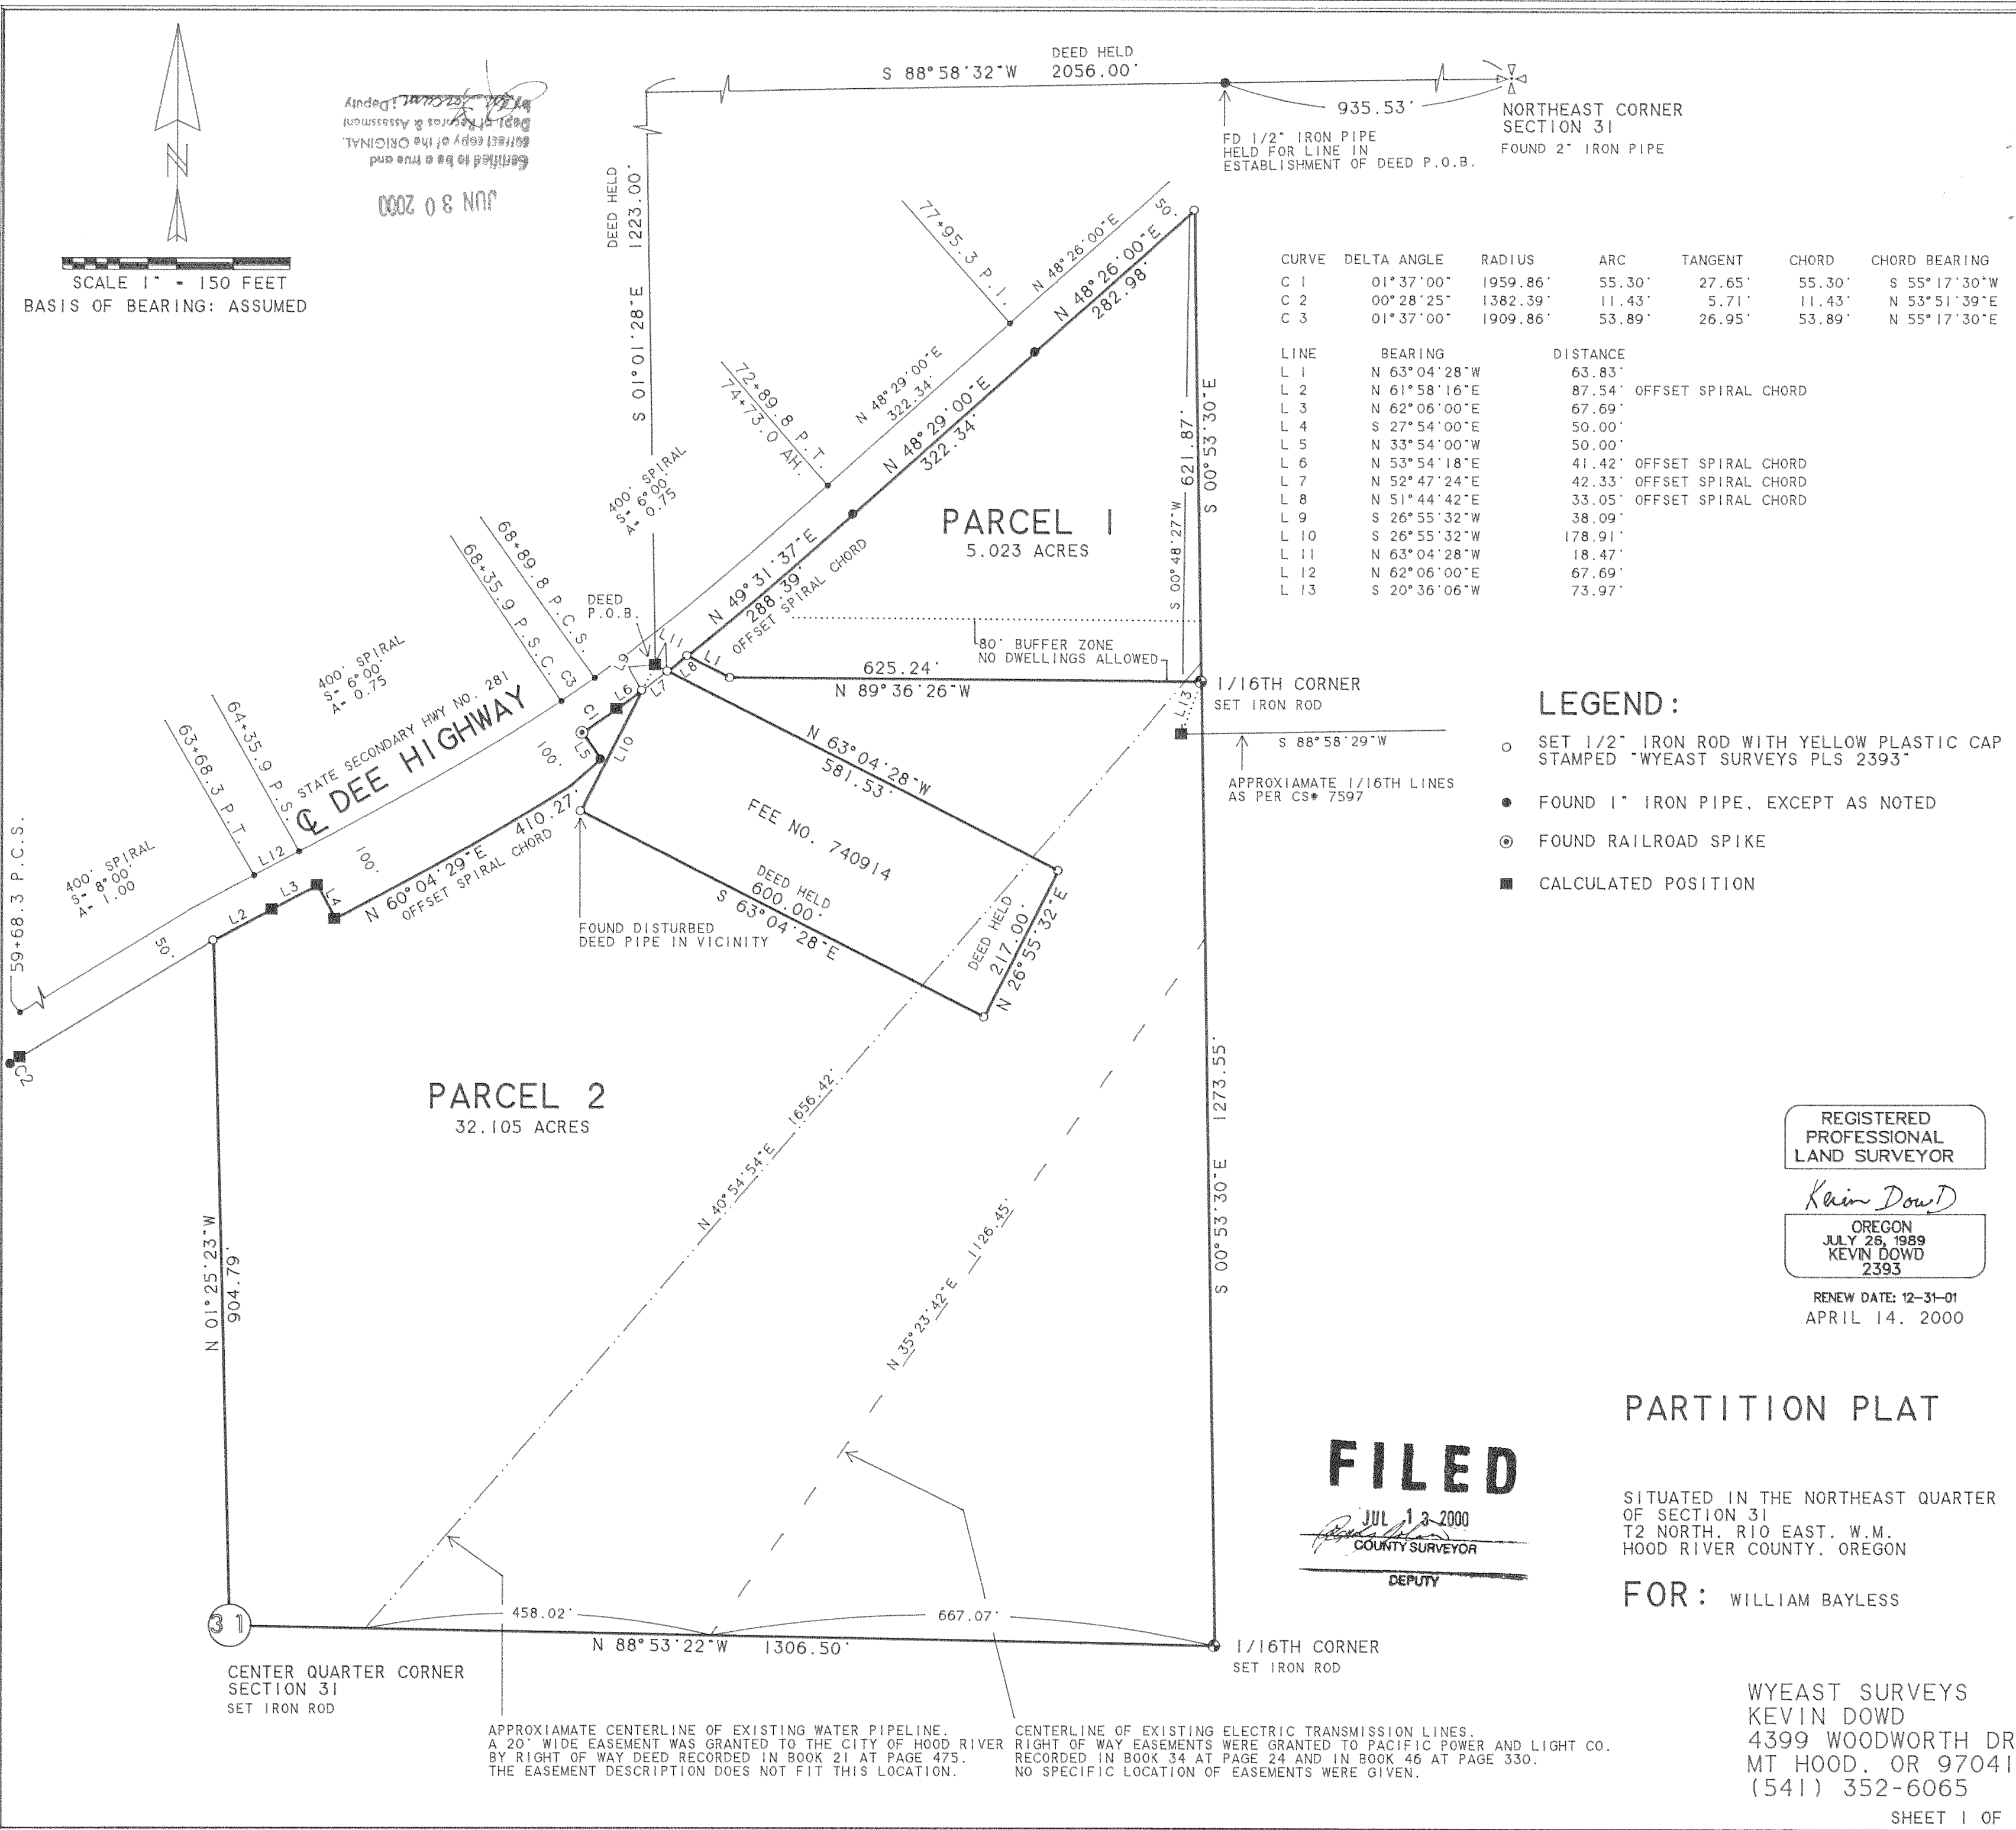 DEED HELD
S 88°58'32"W 2056.00'
935.53'
NORTHEAST CORNER
SECTION 31
FOUND 2" IRON PIPE
FD 1/2" IRON PIPE
HELD FOR LINE IN
ESTABLISHMENT OF DEED P.O.B.
N
SCALE 1" = 150 FEET
BASIS OF BEARING: ASSUMED
JUN 30 2000
Certified to be a true and
correct copy of the ORIGINAL.
Dept. of Records & Assessment
by Deputy
DEED HELD
1223.00'
S 01°01'28"E
77+95.3 P.I.
N 48°26'00"E
50'
N 48°26'00"E
282.98'
72+89.8 P.T.
74+73.0 AH.
N 48°29'00"E
322.34'
N 48°29'00"E
322.34'
S 00°53'30"E
621.87'
S 00°48'27"W
CURVE DELTA ANGLE RADIUS ARC TANGENT CHORD CHORD BEARING
C 1 01°37'00" 1959.86' 55.30' 27.65' 55.30' S 55°17'30"W
C 2 00°28'25" 1382.39' 11.43' 5.71' 11.43' N 53°51'39"E
C 3 01°37'00" 1909.86' 53.89' 26.95' 53.89' N 55°17'30"E
LINE BEARING DISTANCE
L 1 N 63°04'28"W 63.83'
L 2 N 61°58'16"E 87.54' OFFSET SPIRAL CHORD
L 3 N 62°06'00"E 67.69'
L 4 S 27°54'00"E 50.00'
L 5 N 33°54'00"W 50.00'
L 6 N 53°54'18"E 41.42' OFFSET SPIRAL CHORD
L 7 N 52°47'24"E 42.33' OFFSET SPIRAL CHORD
L 8 N 51°44'42"E 33.05' OFFSET SPIRAL CHORD
L 9 S 26°55'32"W 38.09'
L 10 S 26°55'32"W 178.91'
L 11 N 63°04'28"W 18.47'
L 12 N 62°06'00"E 67.69'
L 13 S 20°36'06"W 73.97'
400' SPIRAL
S= 6°00'
A= 0.75
PARCEL 1
5.023 ACRES
N 49°31'37"E
288.39'
OFFSET SPIRAL CHORD
68+89.8 P.C.S.
68+35.9 P.S.C.
C3
DEED
P.O.B.
L9
L11
L1
L8
L7
L6
C1
L5
L10
80' BUFFER ZONE
NO DWELLINGS ALLOWED
625.24'
N 89°36'26"W
1/16TH CORNER
SET IRON ROD
L13
S 88°58'29"W
APPROXIAMATE 1/16TH LINES
AS PER CS# 7597
400' SPIRAL
S= 6°00'
A= 0.75
STATE SECONDARY HWY NO. 281
CL DEE HIGHWAY
64+35.9 P.S.
63+68.3 P.T.
100'
100'
L12
L3
L2
L4
N 60°04'29"E 410.27'
OFFSET SPIRAL CHORD
59+68.3 P.C.S.
400' SPIRAL
S= 8°00'
A= 1.00
50'
C2
FOUND DISTURBED
DEED PIPE IN VICINITY
N 63°04'28"W
581.53'
FEE NO. 740914
DEED HELD
600.00'
S 63°04'28"E
DEED HELD
217.00'
N 26°55'32"E
LEGEND:
SET 1/2" IRON ROD WITH YELLOW PLASTIC CAP
STAMPED "WYEAST SURVEYS PLS 2393"
FOUND 1" IRON PIPE, EXCEPT AS NOTED
FOUND RAILROAD SPIKE
CALCULATED POSITION
PARCEL 2
32.105 ACRES
N 40°54'54"E 1656.42'
N 35°23'42"E 1126.45'
S 00°53'30"E 1273.55'
N 01°25'23"W
904.79'
REGISTERED
PROFESSIONAL
LAND SURVEYOR
Kevin Dowd
OREGON
JULY 26, 1989
KEVIN DOWD
2393
RENEW DATE: 12-31-01
APRIL 14, 2000
PARTITION PLAT
SITUATED IN THE NORTHEAST QUARTER
OF SECTION 31
T2 NORTH, R10 EAST, W.M.
HOOD RIVER COUNTY, OREGON
FOR: WILLIAM BAYLESS
FILED
JUL 13 2000
COUNTY SURVEYOR
DEPUTY
31
458.02'
667.07'
N 88°53'22"W 1306.50'
CENTER QUARTER CORNER
SECTION 31
SET IRON ROD
1/16TH CORNER
SET IRON ROD
APPROXIAMATE CENTERLINE OF EXISTING WATER PIPELINE.
A 20' WIDE EASEMENT WAS GRANTED TO THE CITY OF HOOD RIVER
BY RIGHT OF WAY DEED RECORDED IN BOOK 21 AT PAGE 475.
THE EASEMENT DESCRIPTION DOES NOT FIT THIS LOCATION.
CENTERLINE OF EXISTING ELECTRIC TRANSMISSION LINES.
RIGHT OF WAY EASEMENTS WERE GRANTED TO PACIFIC POWER AND LIGHT CO.
RECORDED IN BOOK 34 AT PAGE 24 AND IN BOOK 46 AT PAGE 330.
NO SPECIFIC LOCATION OF EASEMENTS WERE GIVEN.
WYEAST SURVEYS
KEVIN DOWD
4399 WOODWORTH DR
MT HOOD, OR 97041
(541) 352-6065
SHEET 1 OF